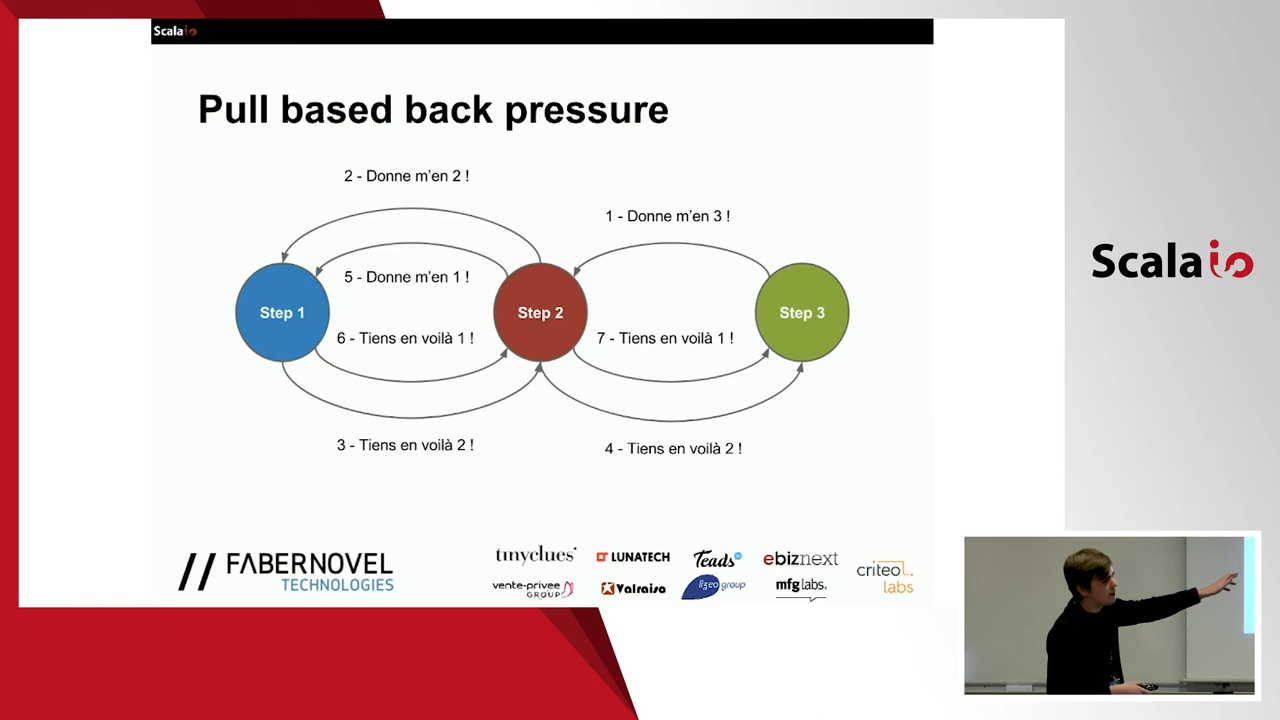 Scalaio
Pull based back pressure
2 - Donne m'en 2 !
1 - Donne m'en 3 !
5 - Donne m'en 1 !
Step 1
Step 2
Step 3
6 - Tiens en voilà 1 !
7 - Tiens en voilà 1 !
3 - Tiens en voilà 2 !
4 - Tiens en voilà 2 !
Scalaio
// FABERNOVEL
TECHNOLOGIES
tinyclues
LUNATECH
Teads
ebiznext
criteo
labs
vente-privee
GROUP
Valraiso
lizeo group
mfg labs.